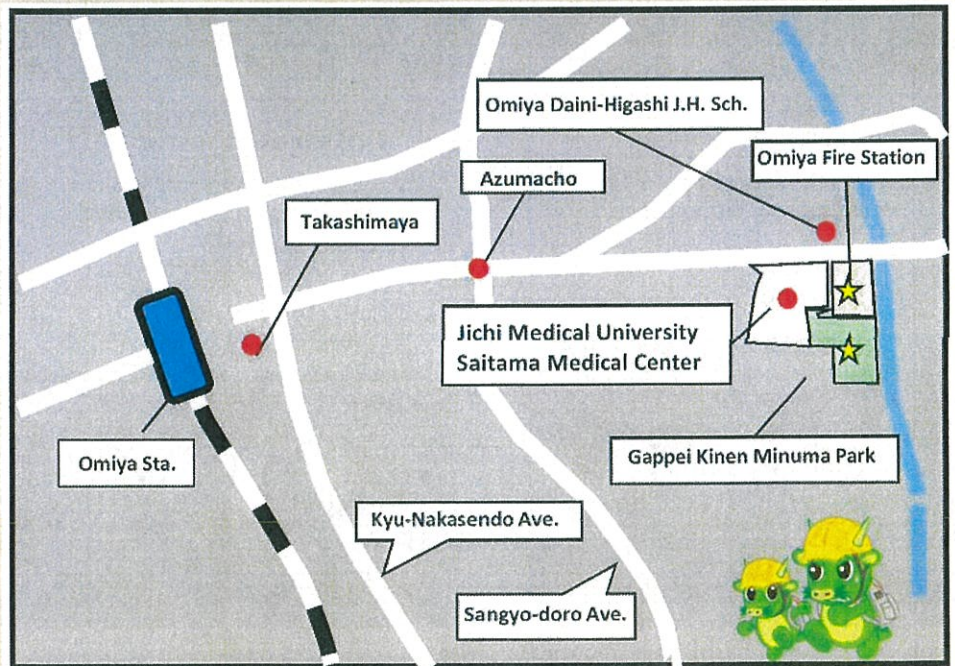 Omiya Daini-Higashi J.H. Sch.
Omiya Fire Station
Azumacho
Takashimaya
Jichi Medical University
Saitama Medical Center
Omiya Sta.
Gappei Kinen Minuma Park
Kyu-Nakasendo Ave.
Sangyo-doro Ave.